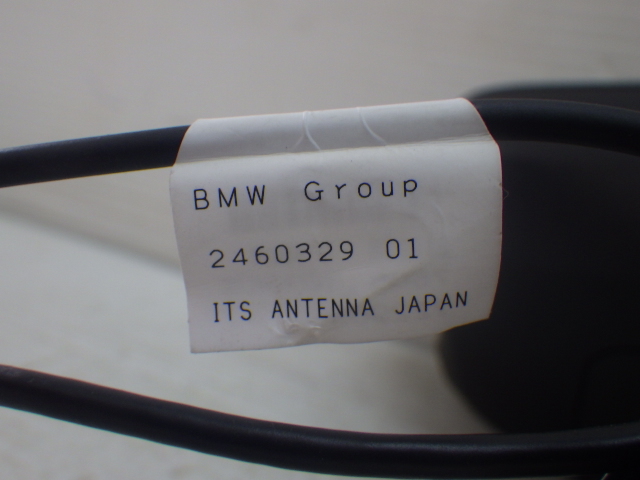 BMW Group
2460329 01
ITS ANTENNA JAPAN